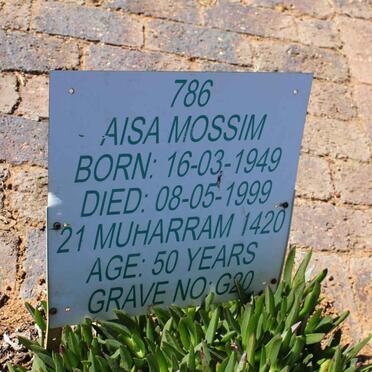 786
AISA MOSSIM
BORN: 16-03-1949
DIED: 08-05-1999
21 MUHARRAM 1420
AGE: 50 YEARS
GRAVE NO: